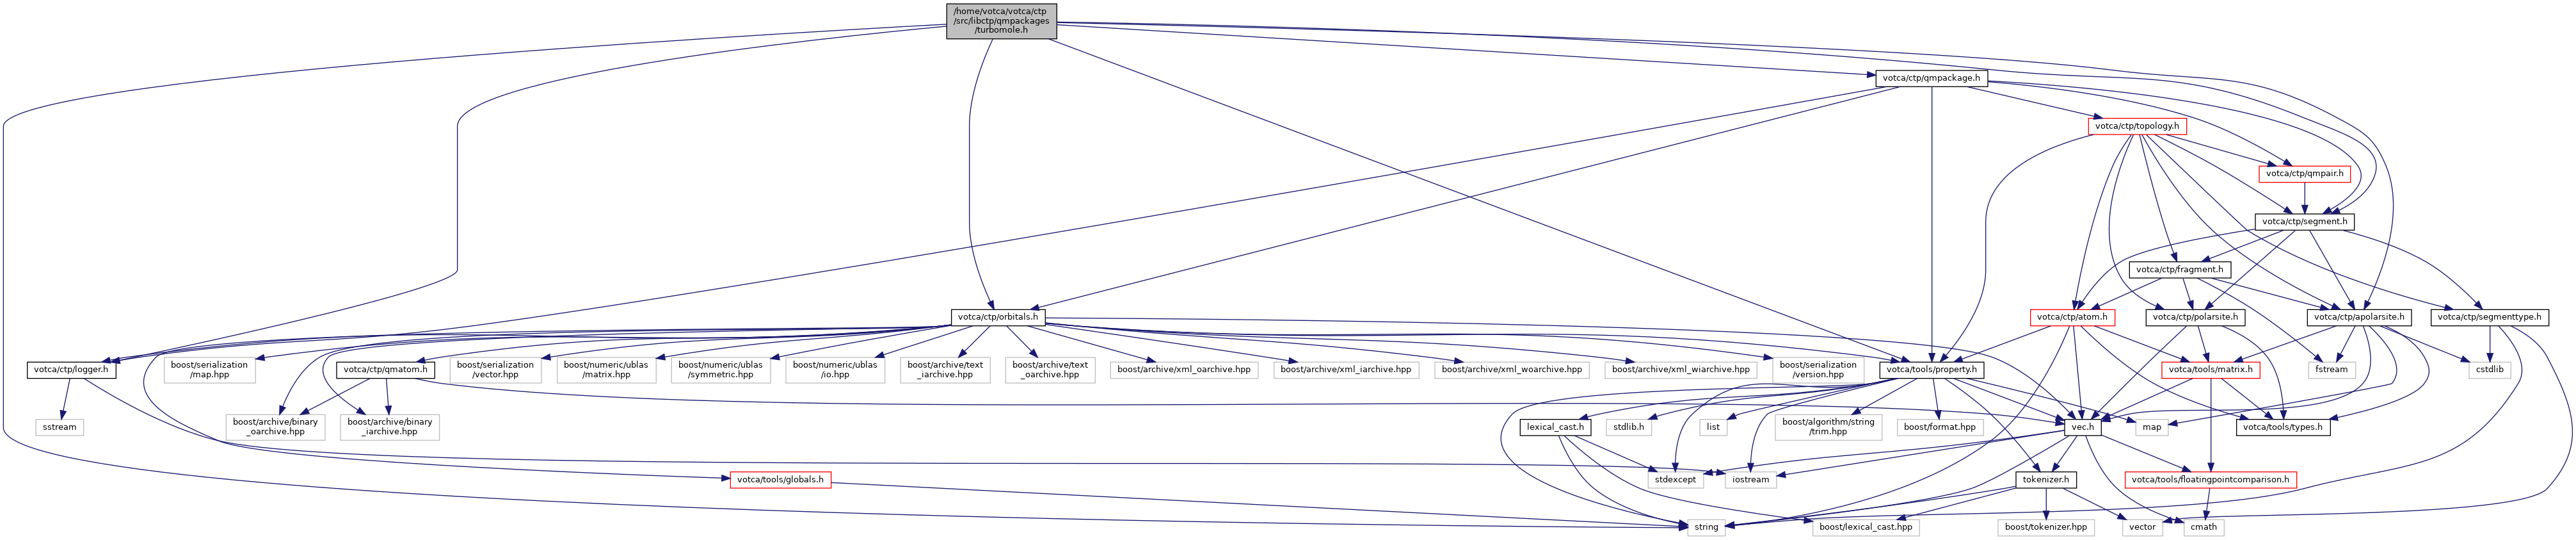 /home/votca/votca/ctp
/src/libctp/qmpackages
/turbomole.h
votca/ctp/qmpackage.h
votca/ctp/topology.h
votca/ctp/qmpair.h
votca/ctp/segment.h
votca/ctp/fragment.h
votca/ctp/orbitals.h
votca/ctp/atom.h
votca/ctp/polarsite.h
votca/ctp/apolarsite.h
votca/ctp/segmenttype.h
votca/ctp/logger.h
boost/serialization
/map.hpp
votca/ctp/qmatom.h
boost/serialization
/vector.hpp
boost/numeric/ublas
/matrix.hpp
boost/numeric/ublas
/symmetric.hpp
boost/numeric/ublas
/io.hpp
boost/archive/text
_iarchive.hpp
boost/archive/text
_oarchive.hpp
boost/archive/xml_oarchive.hpp
boost/archive/xml_iarchive.hpp
boost/archive/xml_woarchive.hpp
boost/archive/xml_wiarchive.hpp
boost/serialization
/version.hpp
votca/tools/property.h
votca/tools/matrix.h
fstream
cstdlib
sstream
boost/archive/binary
_oarchive.hpp
boost/archive/binary
_iarchive.hpp
lexical_cast.h
stdlib.h
list
boost/algorithm/string
/trim.hpp
boost/format.hpp
vec.h
map
votca/tools/types.h
votca/tools/globals.h
stdexcept
iostream
tokenizer.h
votca/tools/floatingpointcomparison.h
string
boost/lexical_cast.hpp
boost/tokenizer.hpp
vector
cmath